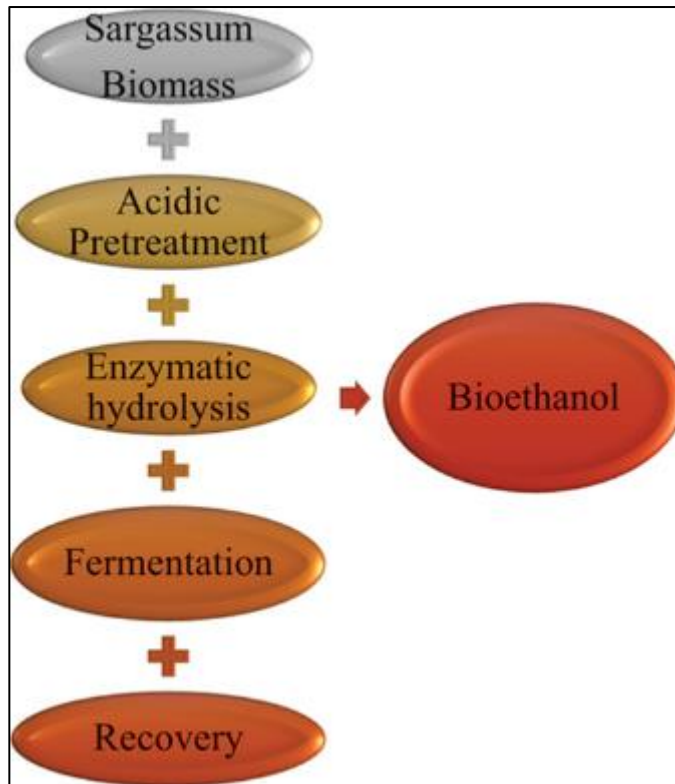 Sargassum
Biomass
Acidic
Pretreatment
Enzymatic
hydrolysis
Bioethanol
Fermentation
Recovery